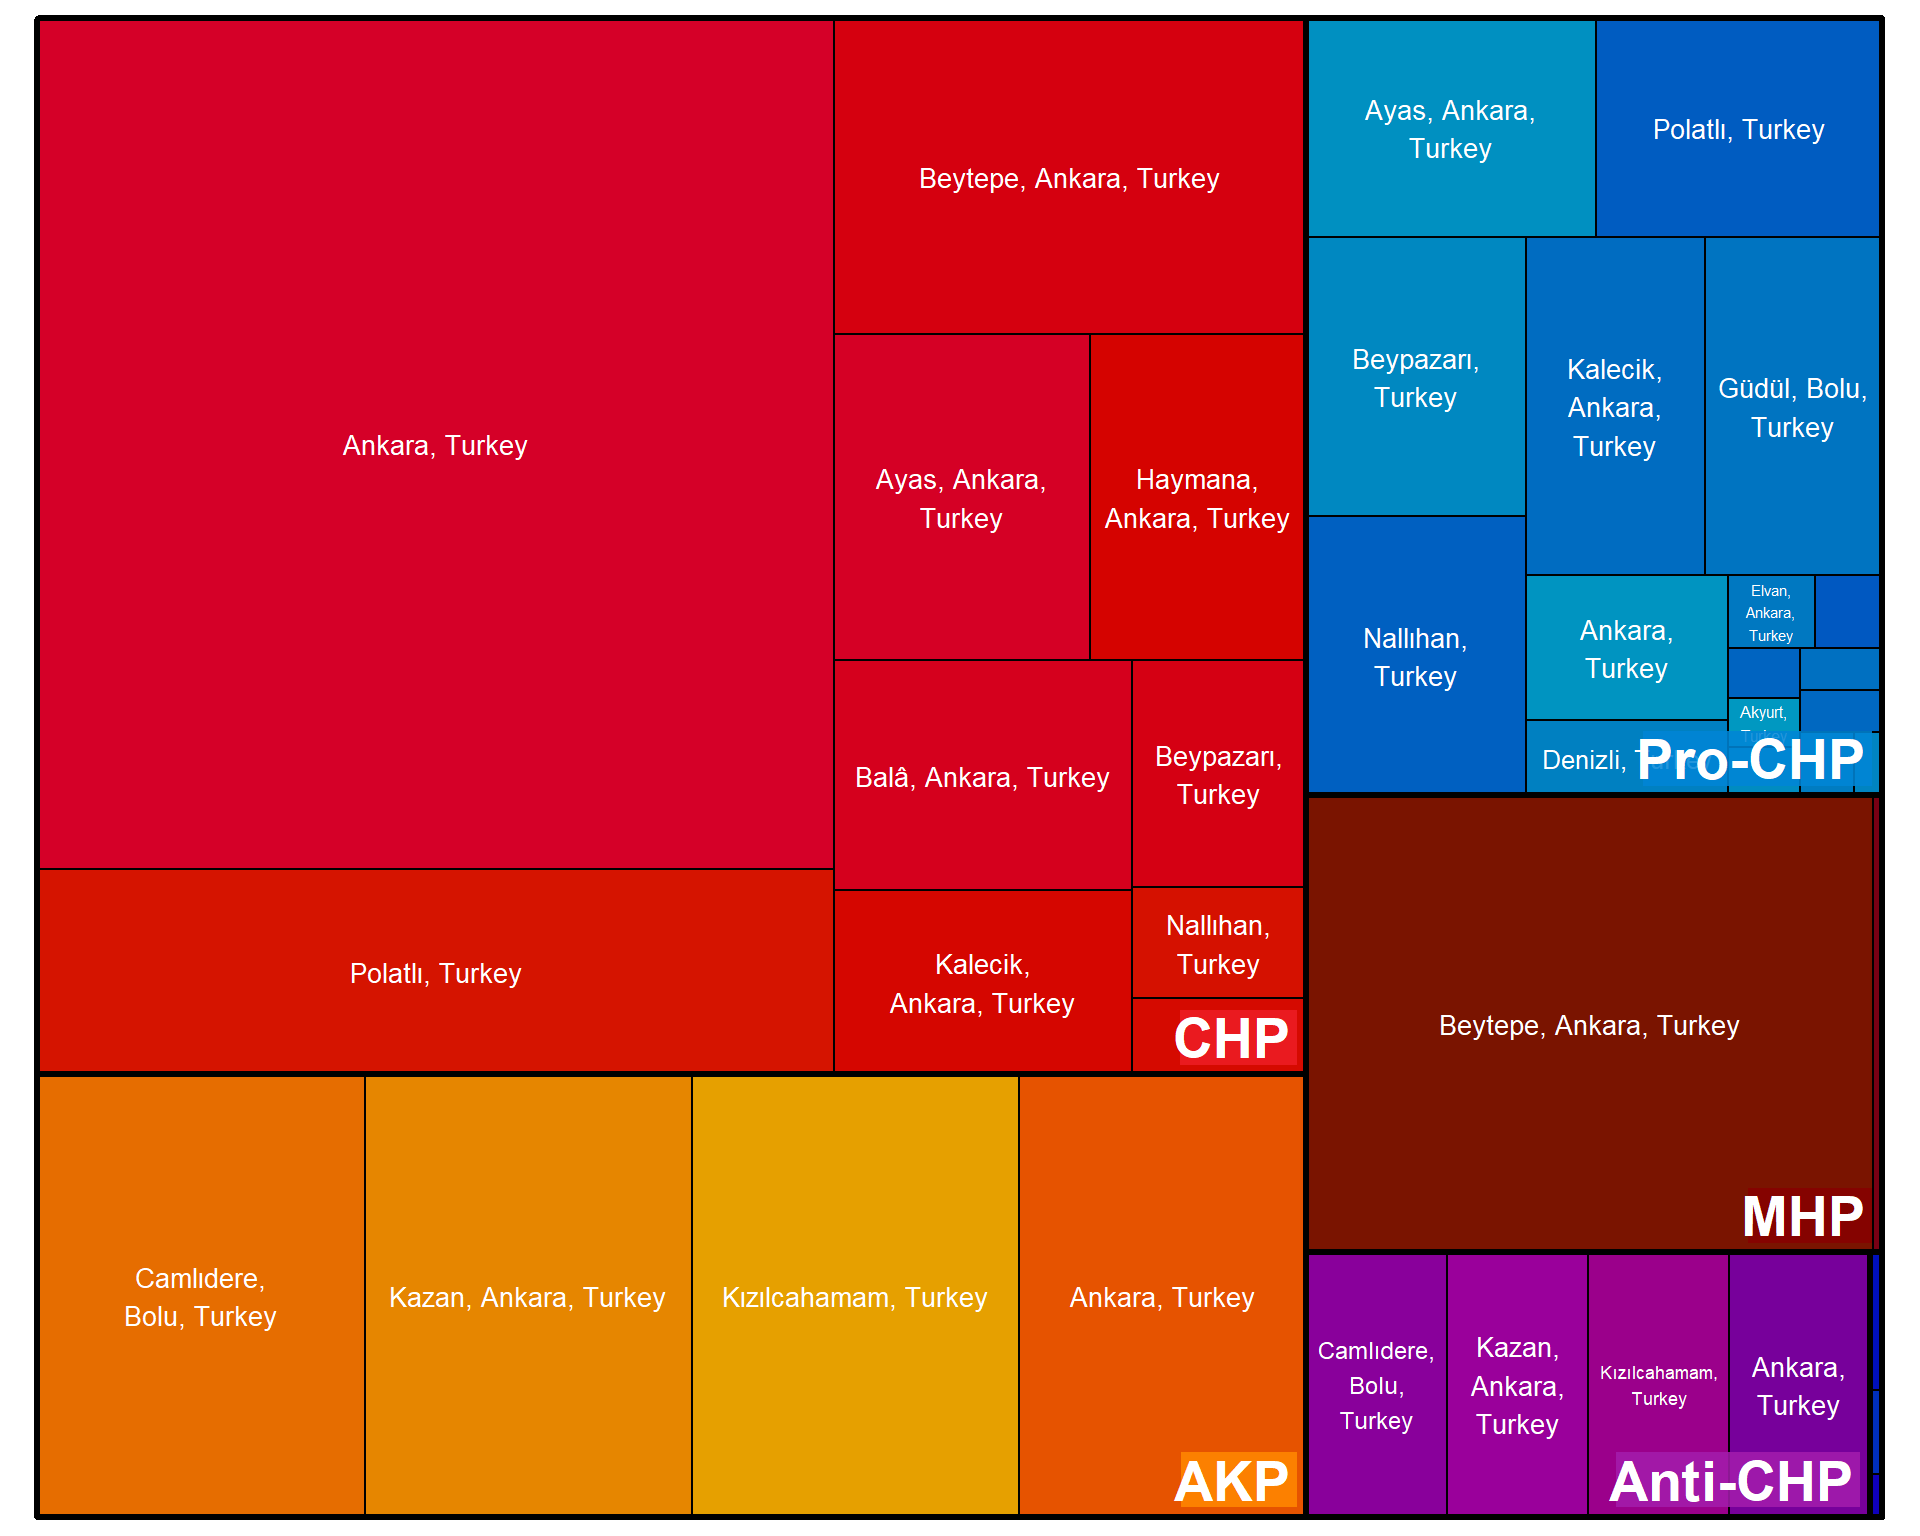 Ankara, Turkey
Polatlı, Turkey
Beytepe, Ankara, Turkey
Ayas, Ankara,
Turkey
Haymana,
Ankara, Turkey
Balâ, Ankara, Turkey
Beypazarı,
Turkey
Kalecik,
Ankara, Turkey
Nallıhan,
Turkey
CHP
Camlıdere,
Bolu, Turkey
Kazan, Ankara, Turkey
Kızılcahamam, Turkey
Ankara, Turkey
AKP
Ayas, Ankara,
Turkey
Polatlı, Turkey
Beypazarı,
Turkey
Kalecik,
Ankara,
Turkey
Güdül, Bolu,
Turkey
Nallıhan,
Turkey
Ankara,
Turkey
Elvan,
Ankara,
Turkey
Akyurt,
Turkey
Denizli, Turkey
Pro-CHP
Beytepe, Ankara, Turkey
MHP
Camlıdere,
Bolu,
Turkey
Kazan,
Ankara,
Turkey
Kızılcahamam,
Turkey
Ankara,
Turkey
Anti-CHP